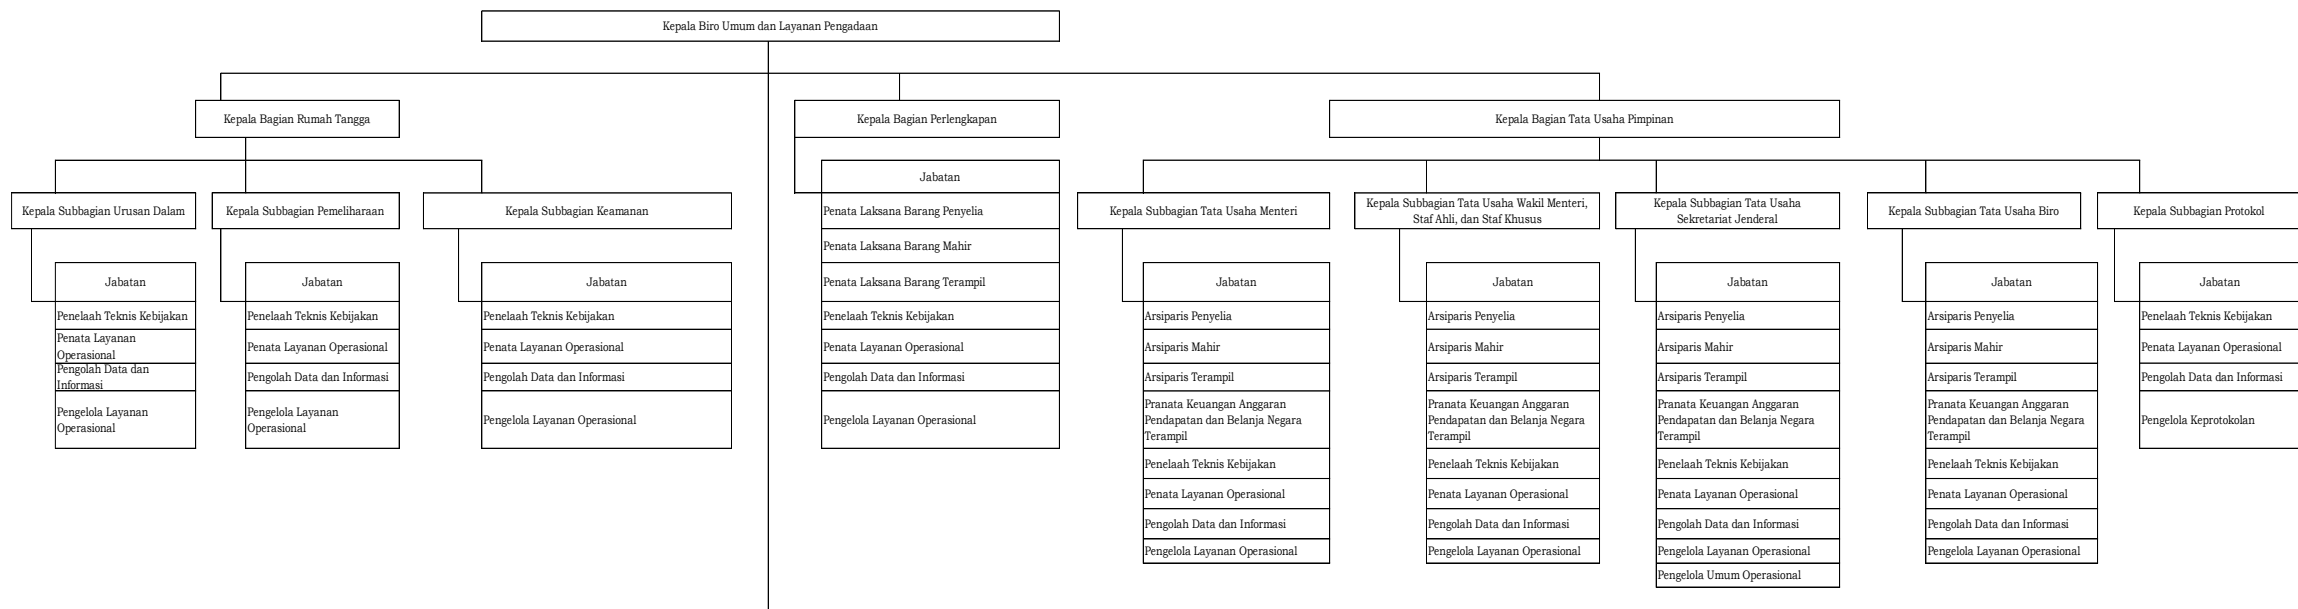 Kepala Biro Umum dan Layanan Pengadaan
Kepala Bagian Rumah Tangga
Kepala Bagian Perlengkapan
Kepala Bagian Tata Usaha Pimpinan
Kepala Subbagian Urusan Dalam
Jabatan
Penelaah Teknis Kebijakan
Penata Layanan
Operasional
Pengolah Data dan
Informasi
Pengelola Layanan
Operasional
Kepala Subbagian Pemeliharaan
Jabatan
Penelaah Teknis Kebijakan
Penata Layanan Operasional
Pengolah Data dan Informasi
Pengelola Layanan
Operasional
Kepala Subbagian Keamanan
Jabatan
Penelaah Teknis Kebijakan
Penata Layanan Operasional
Pengolah Data dan Informasi
Pengelola Layanan Operasional
Jabatan
Penata Laksana Barang Penyelia
Penata Laksana Barang Mahir
Penata Laksana Barang Terampil
Penelaah Teknis Kebijakan
Penata Layanan Operasional
Pengolah Data dan Informasi
Pengelola Layanan Operasional
Kepala Subbagian Tata Usaha Menteri
Jabatan
Arsiparis Penyelia
Arsiparis Mahir
Arsiparis Terampil
Pranata Keuangan Anggaran
Pendapatan dan Belanja Negara
Terampil
Penelaah Teknis Kebijakan
Penata Layanan Operasional
Pengolah Data dan Informasi
Pengelola Layanan Operasional
Kepala Subbagian Tata Usaha Wakil Menteri,
Staf Ahli, dan Staf Khusus
Jabatan
Arsiparis Penyelia
Arsiparis Mahir
Arsiparis Terampil
Pranata Keuangan Anggaran
Pendapatan dan Belanja Negara
Terampil
Penelaah Teknis Kebijakan
Penata Layanan Operasional
Pengolah Data dan Informasi
Pengelola Layanan Operasional
Kepala Subbagian Tata Usaha
Sekretariat Jenderal
Jabatan
Arsiparis Penyelia
Arsiparis Mahir
Arsiparis Terampil
Pranata Keuangan Anggaran
Pendapatan dan Belanja Negara
Terampil
Penelaah Teknis Kebijakan
Penata Layanan Operasional
Pengolah Data dan Informasi
Pengelola Layanan Operasional
Pengelola Umum Operasional
Kepala Subbagian Tata Usaha Biro
Jabatan
Arsiparis Penyelia
Arsiparis Mahir
Arsiparis Terampil
Pranata Keuangan Anggaran
Pendapatan dan Belanja Negara
Terampil
Penelaah Teknis Kebijakan
Penata Layanan Operasional
Pengolah Data dan Informasi
Pengelola Layanan Operasional
Kepala Subbagian Protokol
Jabatan
Penelaah Teknis Kebijakan
Penata Layanan Operasional
Pengolah Data dan Informasi
Pengelola Keprotokolan